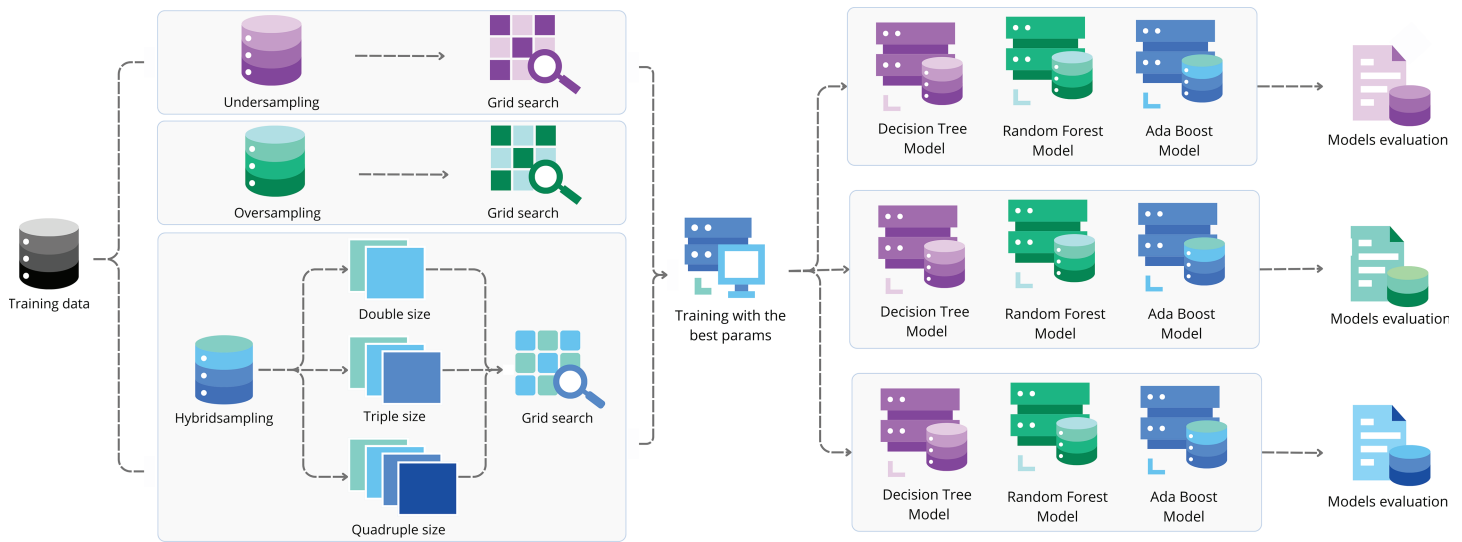 Training data
Undersampling
Grid search
Oversampling
Grid search
Hybridsampling
Double size
Triple size
Quadruple size
Grid search
Training with the
best params
Decision Tree
Model
Random Forest
Model
Ada Boost
Model
Models evaluation
Decision Tree
Model
Random Forest
Model
Ada Boost
Model
Models evaluation
Decision Tree
Model
Random Forest
Model
Ada Boost
Model
Models evaluation